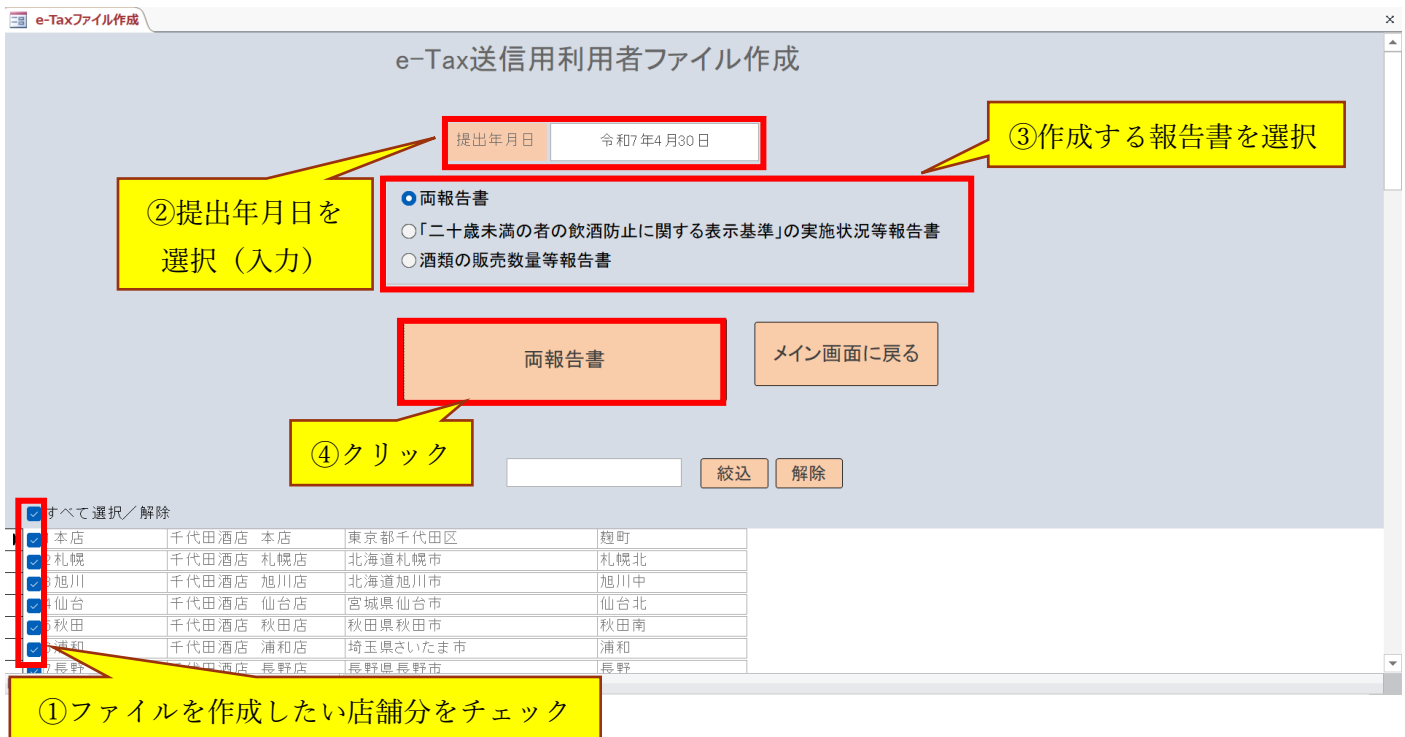 e-Taxファイル作成
e-Tax送信用利用者ファイル作成
提出年月日 令和7年4月30日
③作成する報告書を選択
②提出年月日を
選択（入力）
両報告書
「二十歳未満の者の飲酒防止に関する表示基準」の実施状況等報告書
酒類の販売数量等報告書
両報告書
メイン画面に戻る
④クリック
絞込 解除
すべて選択／解除
本店 千代田酒店 本店 東京都千代田区 麹町
2札幌 千代田酒店 札幌店 北海道札幌市 札幌北
3旭川 千代田酒店 旭川店 北海道旭川市 旭川中
4仙台 千代田酒店 仙台店 宮城県仙台市 仙台北
5秋田 千代田酒店 秋田店 秋田県秋田市 秋田南
浦和 千代田酒店 浦和店 埼玉県さいたま市 浦和
7長野 千代田酒店 長野店 長野県長野市 長野
①ファイルを作成したい店舗分をチェック